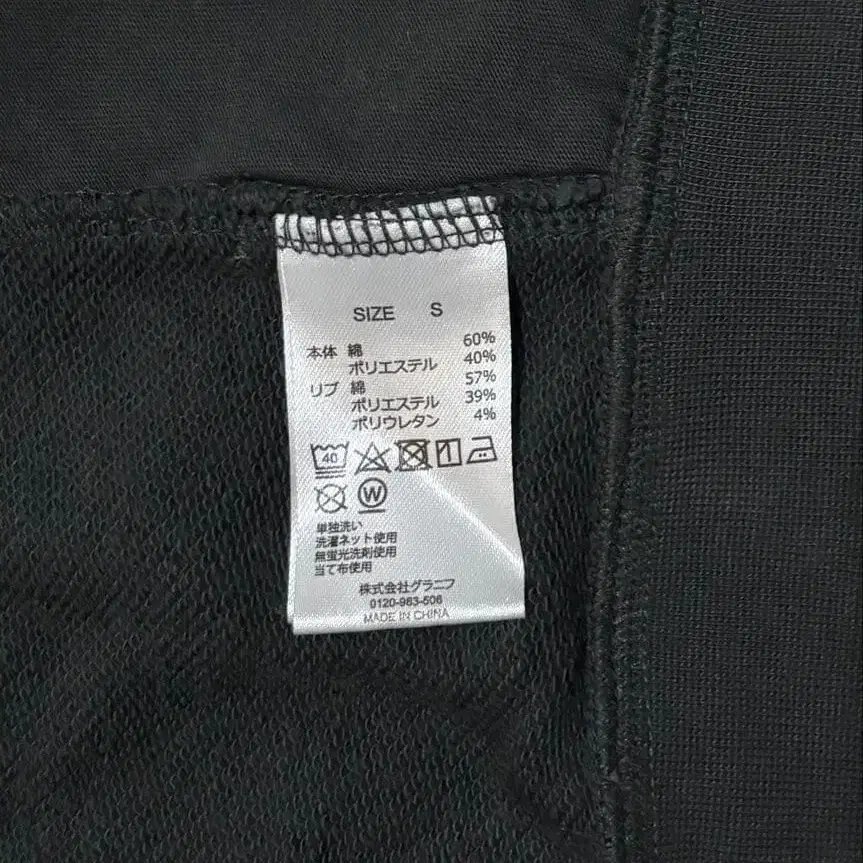 SIZE S
本体 綿 60%
ポリエステル 40%
リブ 綿 57%
ポリエステル 39%
ポリウレタン 4%
40
W
単独洗い
洗濯ネット使用
無蛍光洗剤使用
当て布使用
株式会社グラニフ
0120-983-506
MADE IN CHINA